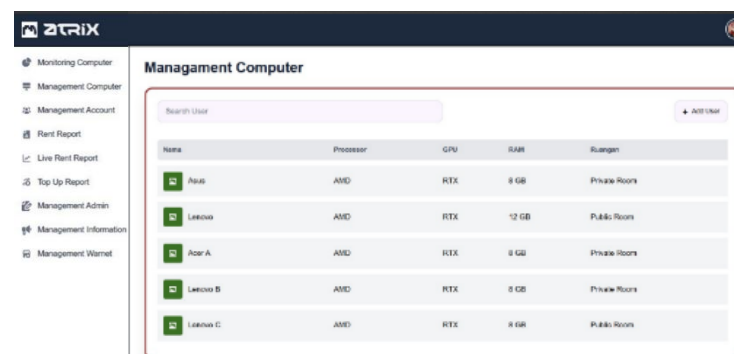 atrix
Monitoring Computer
Management Computer
Management Account
Rent Report
Live Rent Report
Top Up Report
Management Admin
Management Information
Management Warnet
Managament Computer
Search User
+ Add User
Nama Processor GPU RAM Ruangan
Asus AMD RTX 8 GB Private Room
Lenovo AMD RTX 12 GB Public Room
Acer A AMD RTX 8 GB Private Room
Lenovo B AMD RTX 8 GB Private Room
Lenovo C AMD RTX 8 GB Public Room